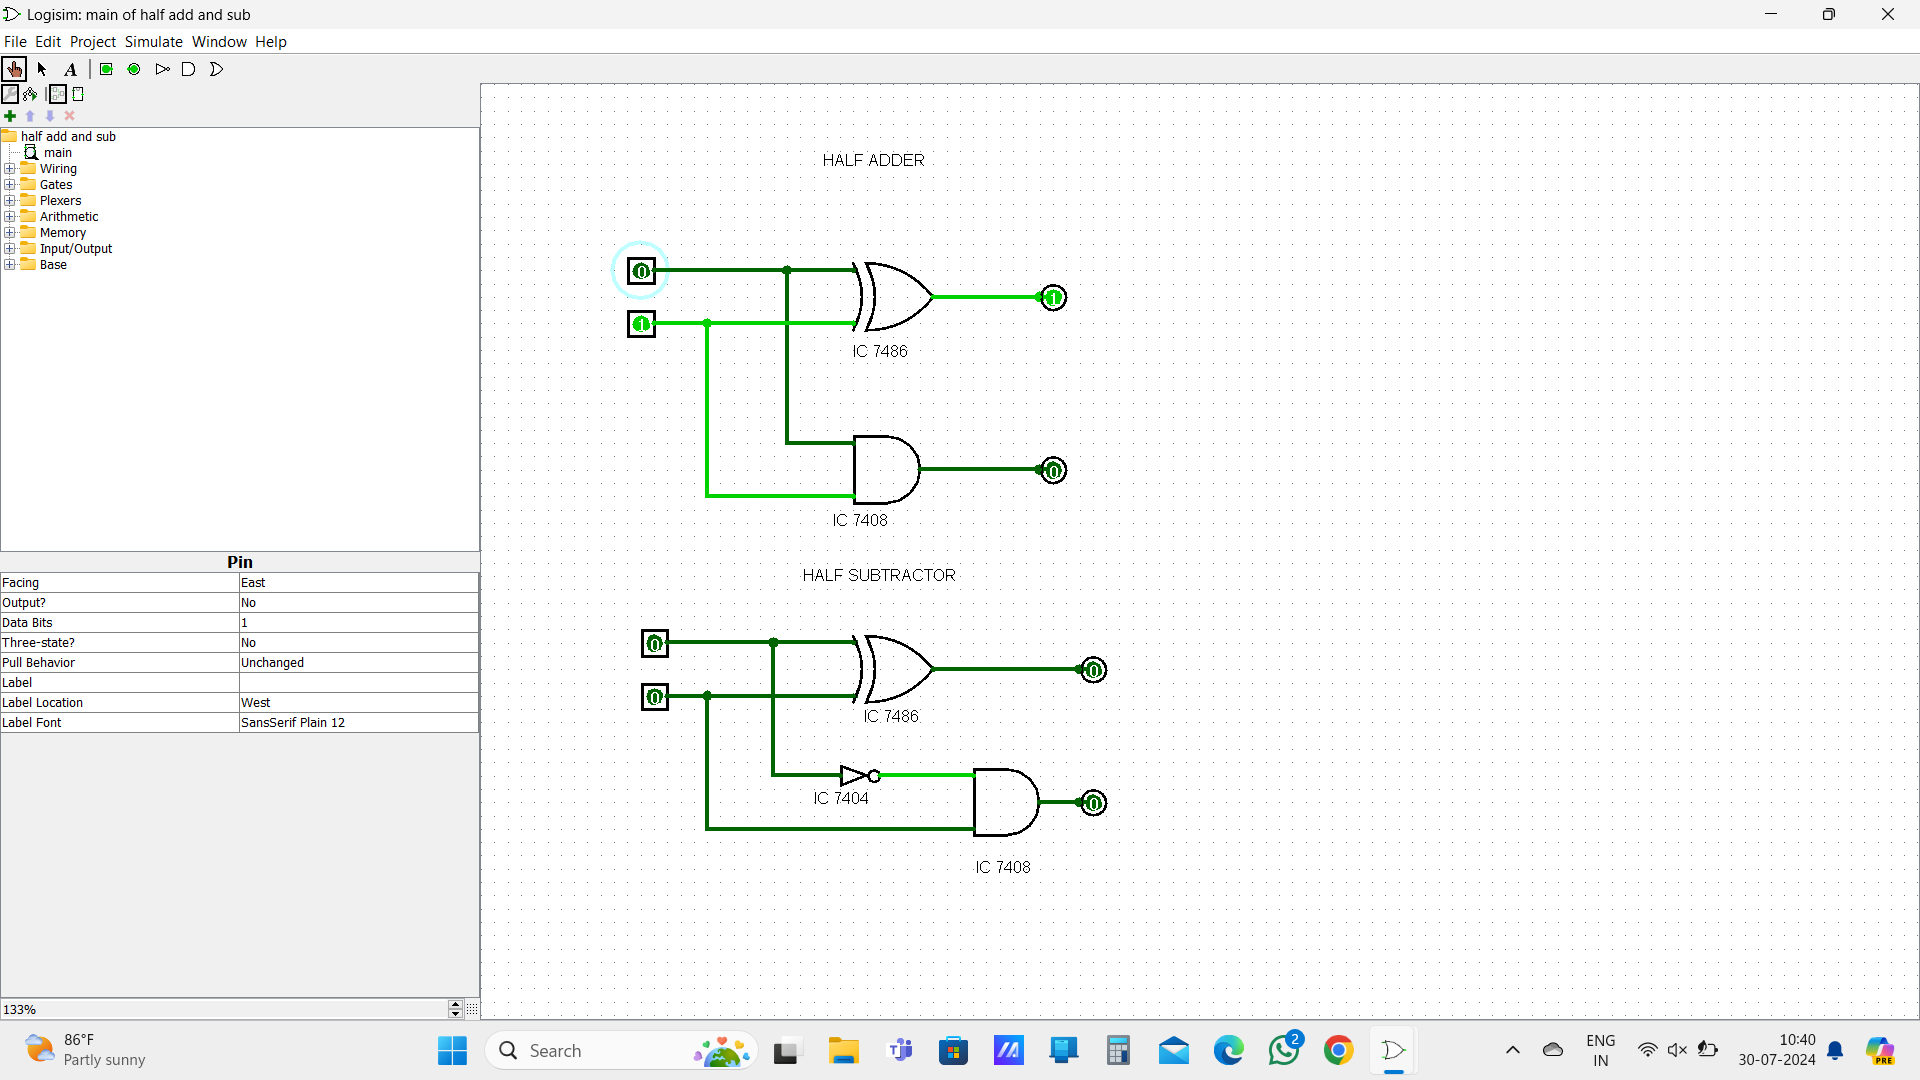 Logisim: main of half add and sub
File Edit Project Simulate Window Help
A
half add and sub
main
Wiring
Gates
Plexers
Arithmetic
Memory
Input/Output
Base
Pin
Facing East
Output? No
Data Bits 1
Three-state? No
Pull Behavior Unchanged
Label
Label Location West
Label Font SansSerif Plain 12
133%
HALF ADDER
0
1
1
IC 7486
0
IC 7408
HALF SUBTRACTOR
0
0
0
IC 7486
IC 7404
0
IC 7408
86°F
Partly sunny
Search
2
ENG
IN
10:40
30-07-2024
PRE